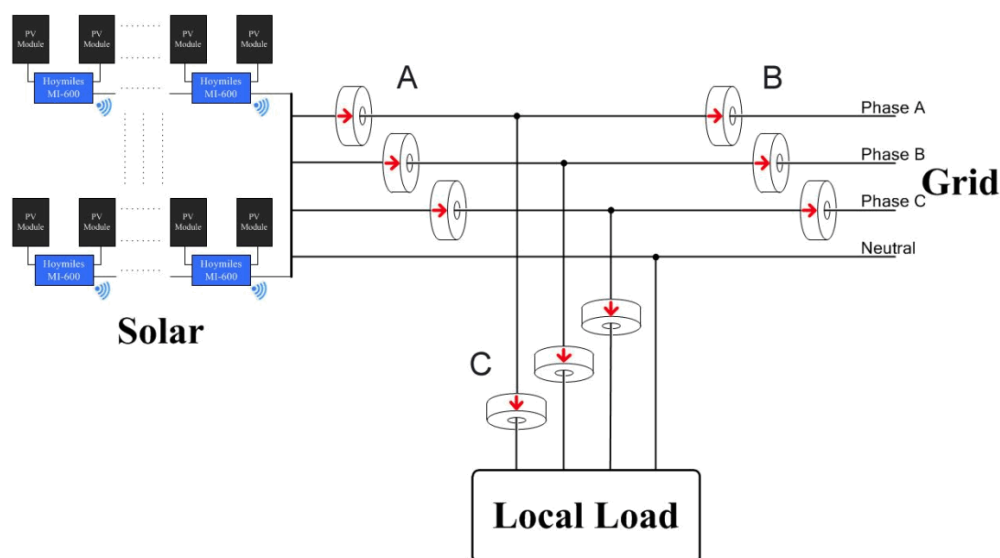 PV
Module
PV
Module
PV
Module
PV
Module
Hoymiles
MI-600
Hoymiles
MI-600
A
B
Phase A
Phase B
Grid
Phase C
Neutral
PV
Module
PV
Module
PV
Module
PV
Module
Hoymiles
MI-600
Hoymiles
MI-600
Solar
C
Local Load